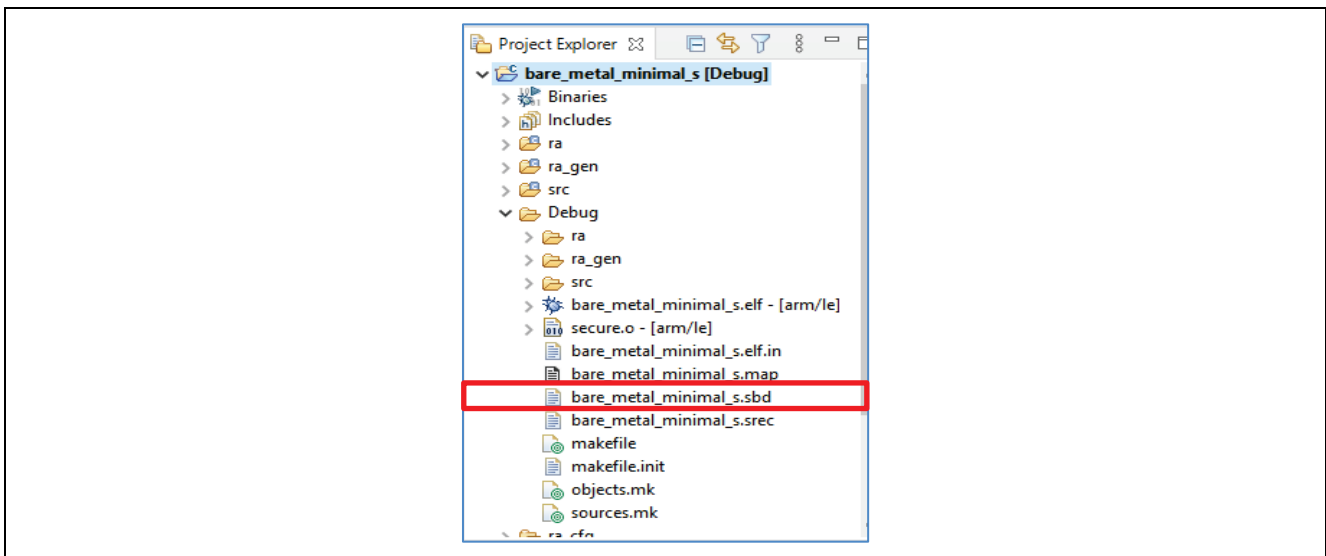 Project Explorer
bare_metal_minimal_s [Debug]
Binaries
Includes
ra
ra_gen
src
Debug
ra
ra_gen
src
bare_metal_minimal_s.elf - [arm/le]
secure.o - [arm/le]
bare_metal_minimal_s.elf.in
bare_metal_minimal_s.map
bare_metal_minimal_s.sbd
bare_metal_minimal_s.srec
makefile
makefile.init
objects.mk
sources.mk
ra_cfg